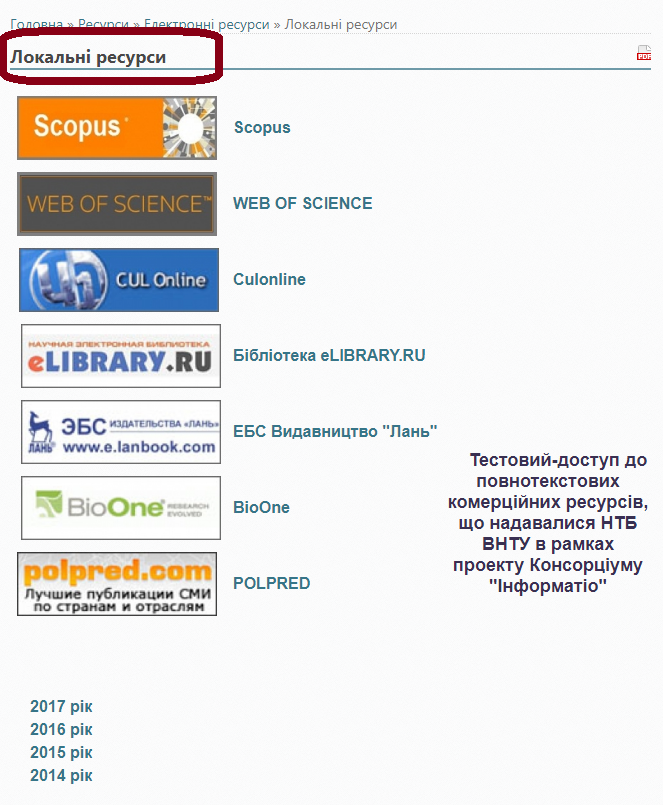 Головна » Ресурси » Електронні ресурси » Локальні ресурси
Локальні ресурси
PDF
Scopus®
Scopus
WEB OF SCIENCE™
WEB OF SCIENCE
CUL Online
Culonline
НАУЧНАЯ ЭЛЕКТРОННАЯ БИБЛИОТЕКА
eLIBRARY.RU
Бібліотека eLIBRARY.RU
ЛАНЬ®
ЭБС ИЗДАТЕЛЬСТВА «ЛАНЬ»
www.e.lanbook.com
ЕБС Видавництво "Лань"
BioOne® RESEARCH EVOLVED
BioOne
polpred.com
Лучшие публикации СМИ
по странам и отраслям
POLPRED
Тестовий-доступ до
повнотекстових
комерційних ресурсів,
що надавалися НТБ
ВНТУ в рамках
проекту Консорціуму
"Інформатіо"
2017 рік
2016 рік
2015 рік
2014 рік